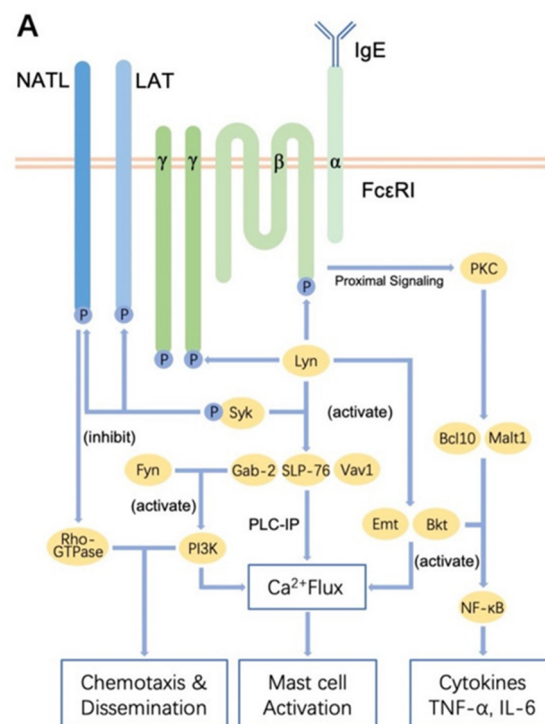 A
IgE
NATL
LAT
γ
γ
β
α
FcεRI
P
P
P
Proximal Signaling
PKC
P
P
Lyn
P
Syk
(activate)
(inhibit)
Bcl10
Malt1
Fyn
Gab-2
SLP-76
Vav1
(activate)
PLC-IP
Emt
Bkt
Rho-
GTPase
PI3K
(activate)
Ca²⁺Flux
NF-κB
Chemotaxis &
Dissemination
Mast cell
Activation
Cytokines
TNF-α, IL-6